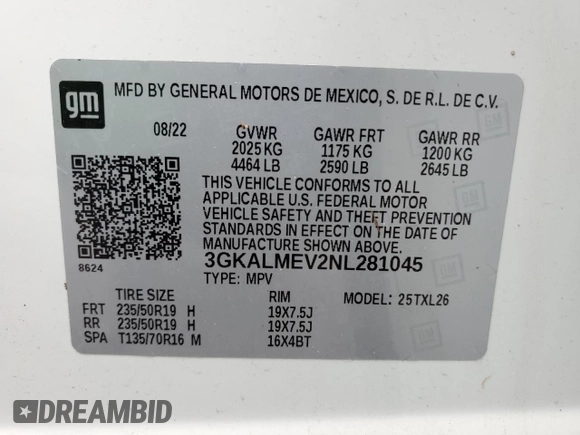 gm MFD BY GENERAL MOTORS DE MEXICO, S. DE R.L. DE C.V.
08/22 GVWR GAWR FRT GAWR RR
2025 KG 1175 KG 1200 KG
4464 LB 2590 LB 2645 LB
THIS VEHICLE CONFORMS TO ALL
APPLICABLE U.S. FEDERAL MOTOR
VEHICLE SAFETY AND THEFT PREVENTION
STANDARDS IN EFFECT ON THE DATE OF
MANUFACTURE SHOWN ABOVE.
8624 3GKALMEV2NL281045
TYPE: MPV
TIRE SIZE RIM MODEL: 25TXL26
FRT 235/50R19 H 19X7.5J
RR 235/50R19 H 19X7.5J
SPA T135/70R16 M 16X4BT
DREAMBID